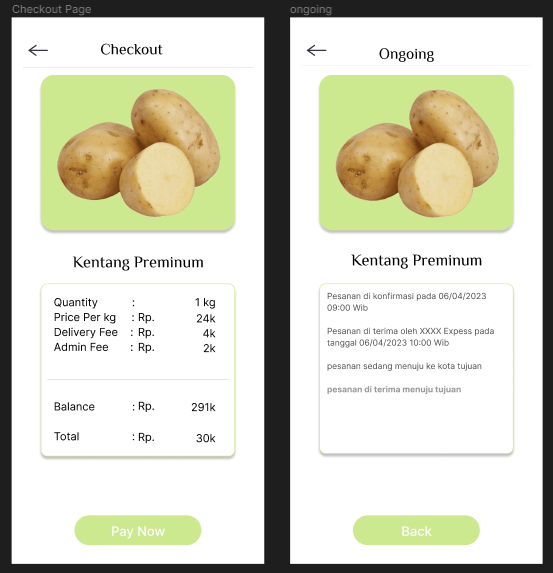 Checkout Page
Checkout
Kentang Preminum
Quantity : 1 kg
Price Per kg : Rp. 24k
Delivery Fee : Rp. 4k
Admin Fee : Rp. 2k
Balance : Rp. 291k
Total : Rp. 30k
Pay Now
ongoing
Ongoing
Kentang Preminum
Pesanan di konfirmasi pada 06/04/2023
09:00 Wib
Pesanan di terima oleh XXXX Expess pada
tanggal 06/04/2023 10:00 Wib
pesanan sedang menuju ke kota tujuan
pesanan di terima menuju tujuan
Back